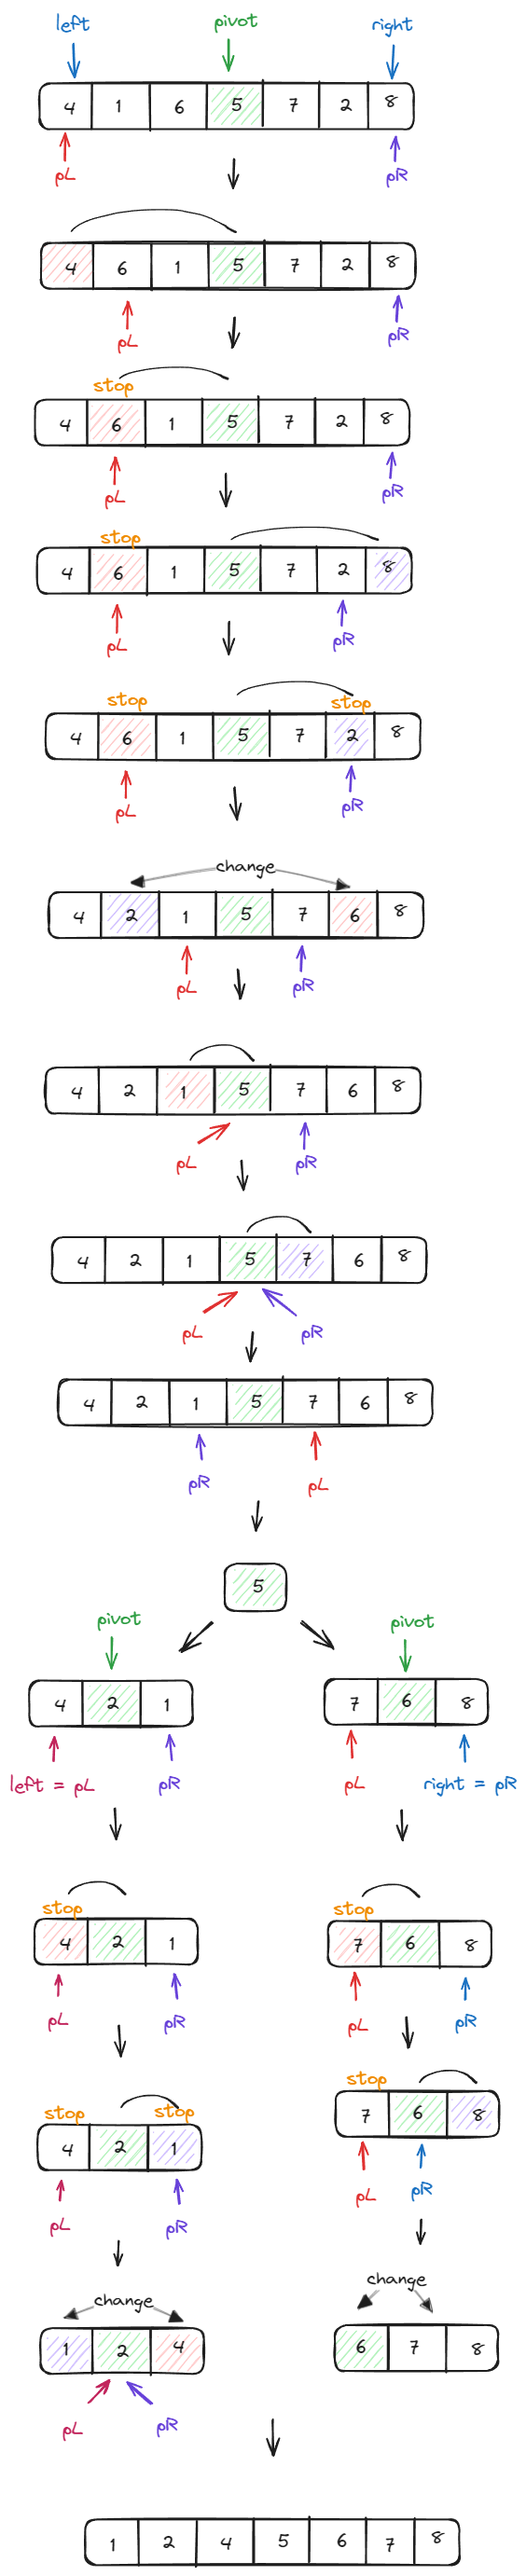 left pivot right
4 1 6 5 7 2 8
pL pR
4 6 1 5 7 2 8
pL pR
stop
4 6 1 5 7 2 8
pL pR
stop
4 6 1 5 7 2 8
pL pR
stop stop
4 6 1 5 7 2 8
pL pR
change
4 2 1 5 7 6 8
pL pR
4 2 1 5 7 6 8
pL pR
4 2 1 5 7 6 8
pL pR
4 2 1 5 7 6 8
pR pL
5
pivot pivot
4 2 1 7 6 8
left = pL pR pL right = pR
stop stop
4 2 1 7 6 8
pL pR pL pR
stop
7 6 8
pL pR
stop stop
4 2 1
pL pR
change
6 7 8
change
1 2 4
pL pR
1 2 4 5 6 7 8